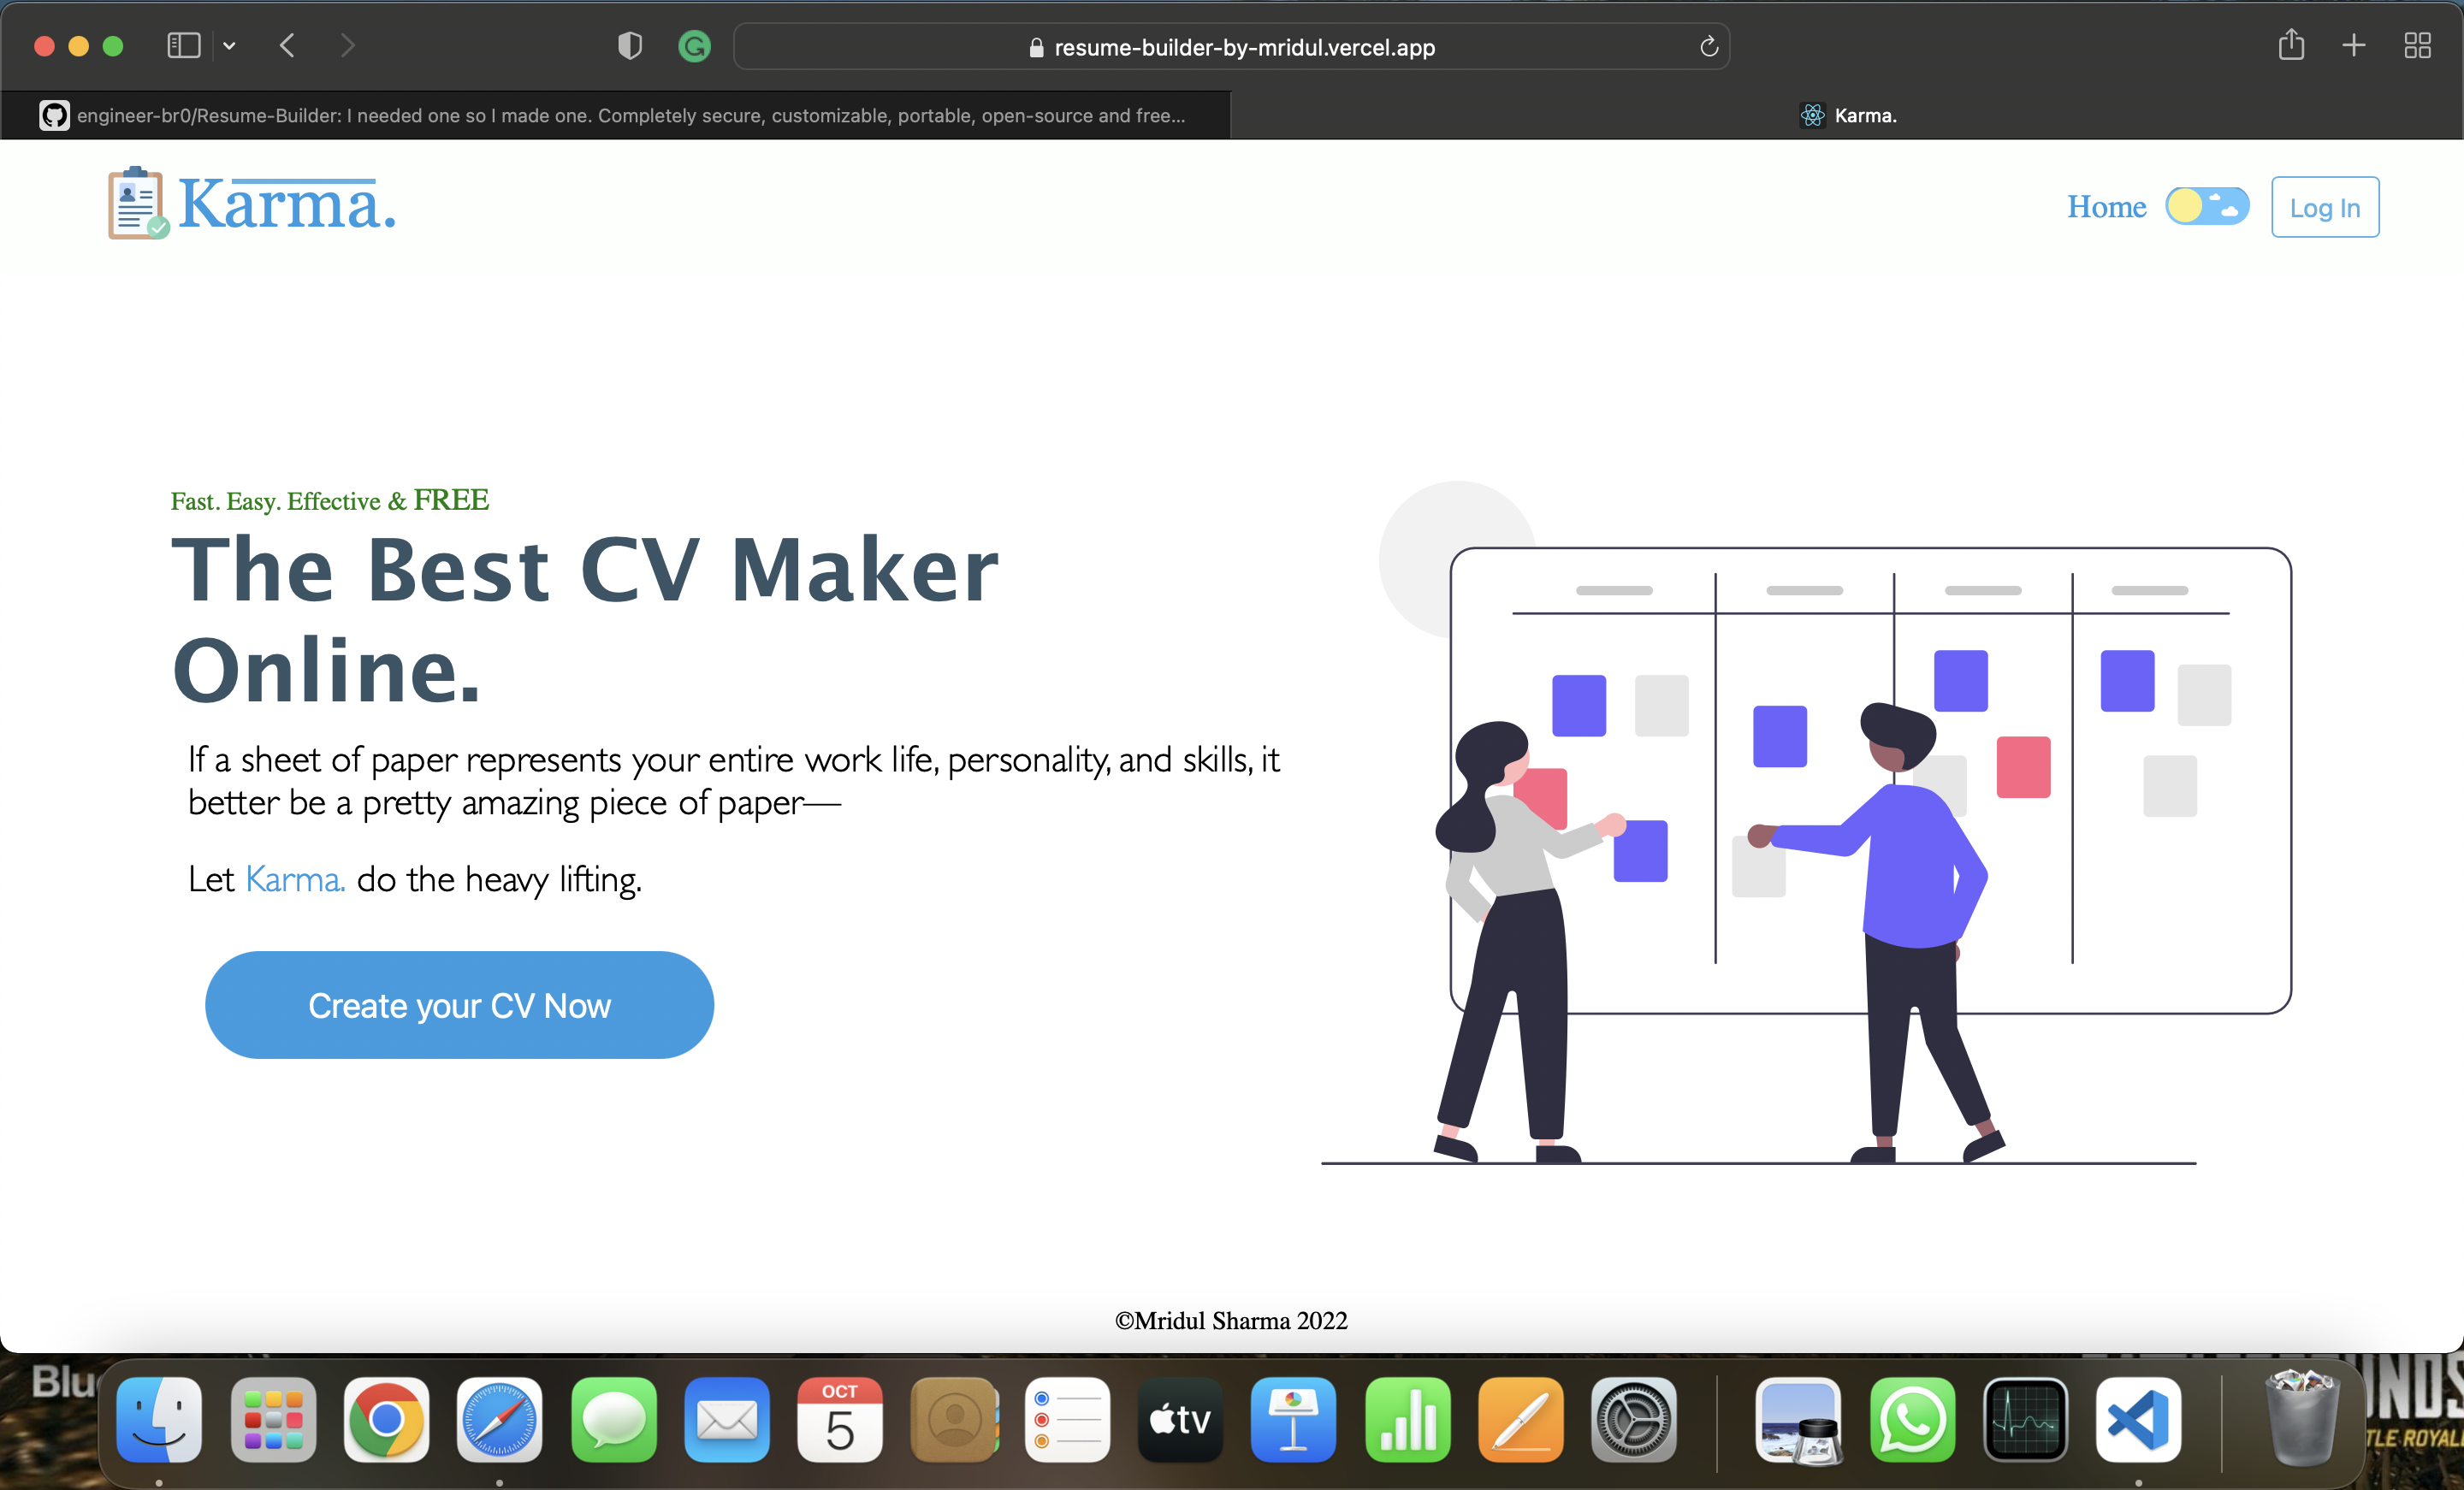 resume-builder-by-mridul.vercel.app
engineer-br0/Resume-Builder: I needed one so I made one. Completely secure, customizable, portable, open-source and free...
Karma.
Karma.
Home
Log In
Fast. Easy. Effective & FREE
The Best CV Maker
Online.
If a sheet of paper represents your entire work life, personality, and skills, it
better be a pretty amazing piece of paper—
Let Karma. do the heavy lifting.
Create your CV Now
©Mridul Sharma 2022
OCT
5
tv